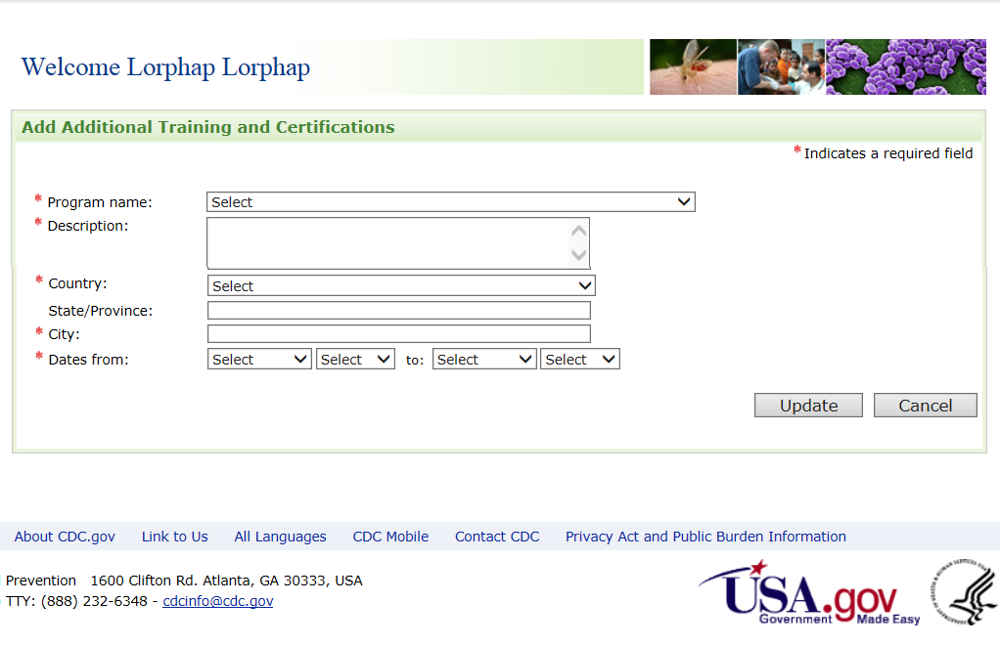 Welcome Lorphap Lorphap
Add Additional Training and Certifications
* Indicates a required field
* Program name: Select
* Description:
* Country: Select
State/Province:
* City:
* Dates from: Select Select to: Select Select
Update Cancel
About CDC.gov Link to Us All Languages CDC Mobile Contact CDC Privacy Act and Public Burden Information
Prevention 1600 Clifton Rd. Atlanta, GA 30333, USA
TTY: (888) 232-6348 - cdcinfo@cdc.gov
USA.gov
Government Made Easy